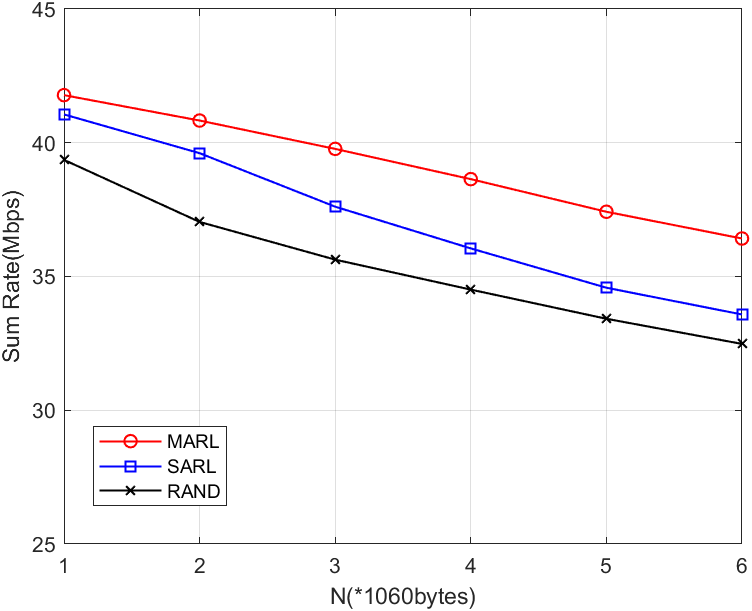 45
40
35
30
25
Sum Rate(Mbps)
MARL
SARL
RAND
1 2 3 4 5 6
N(*1060bytes)